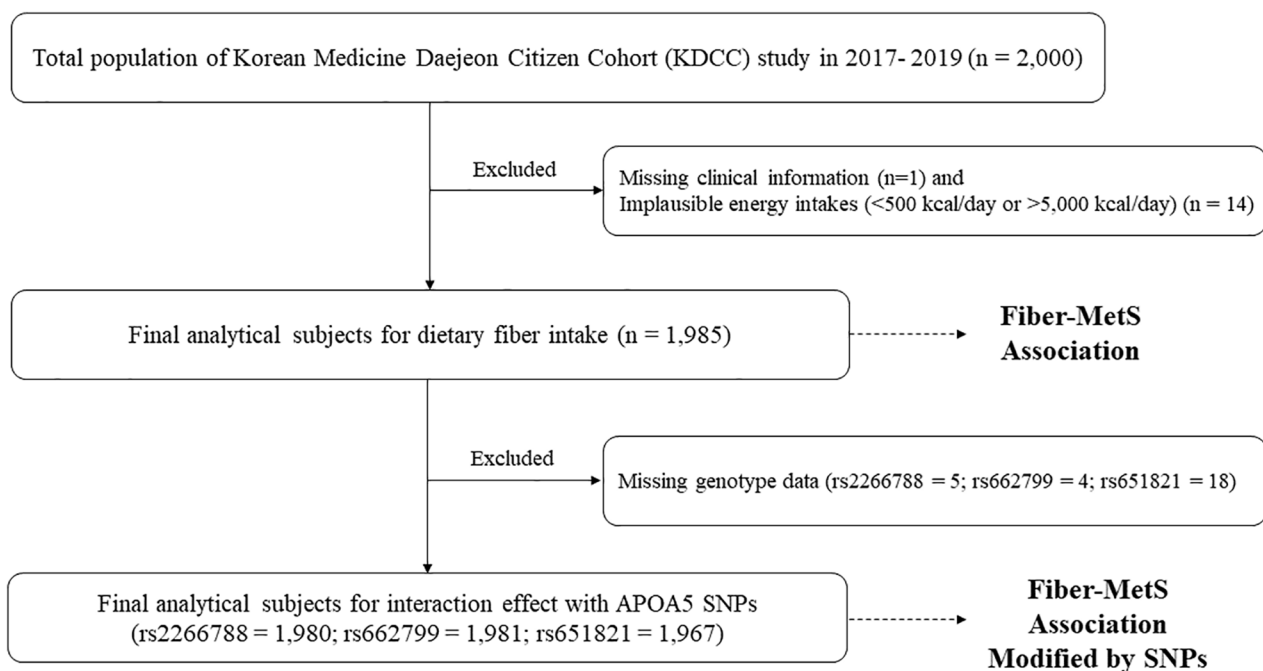 Total population of Korean Medicine Daejeon Citizen Cohort (KDCC) study in 2017- 2019 (n = 2,000)
Excluded
Missing clinical information (n=1) and
Implausible energy intakes (<500 kcal/day or >5,000 kcal/day) (n = 14)
Final analytical subjects for dietary fiber intake (n = 1,985)
Fiber-MetS
Association
Excluded
Missing genotype data (rs2266788 = 5; rs662799 = 4; rs651821 = 18)
Final analytical subjects for interaction effect with APOA5 SNPs
(rs2266788 = 1,980; rs662799 = 1,981; rs651821 = 1,967)
Fiber-MetS
Association
Modified by SNPs